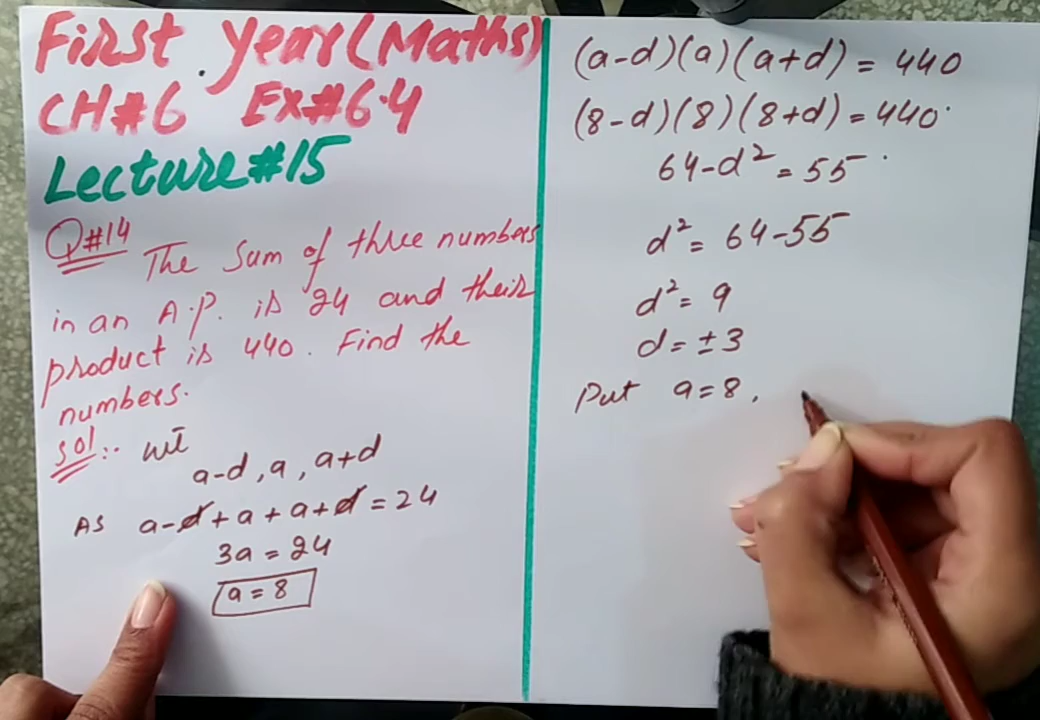 First year (Maths)
CH#6 Ex#6.4
Lecture#15
Q#14 The Sum of three numbers
in an A.P. is 24 and their
product is 440. Find the
numbers.
Sol:-
a-d, a, a+d
As a-d+a+a+d=24
3a=24
a=8
(a-d)(a)(a+d)=440
(8-d)(8)(8+d)=440
64-d²=55
d²=64-55
d²=9
d=±3
Put a=8,